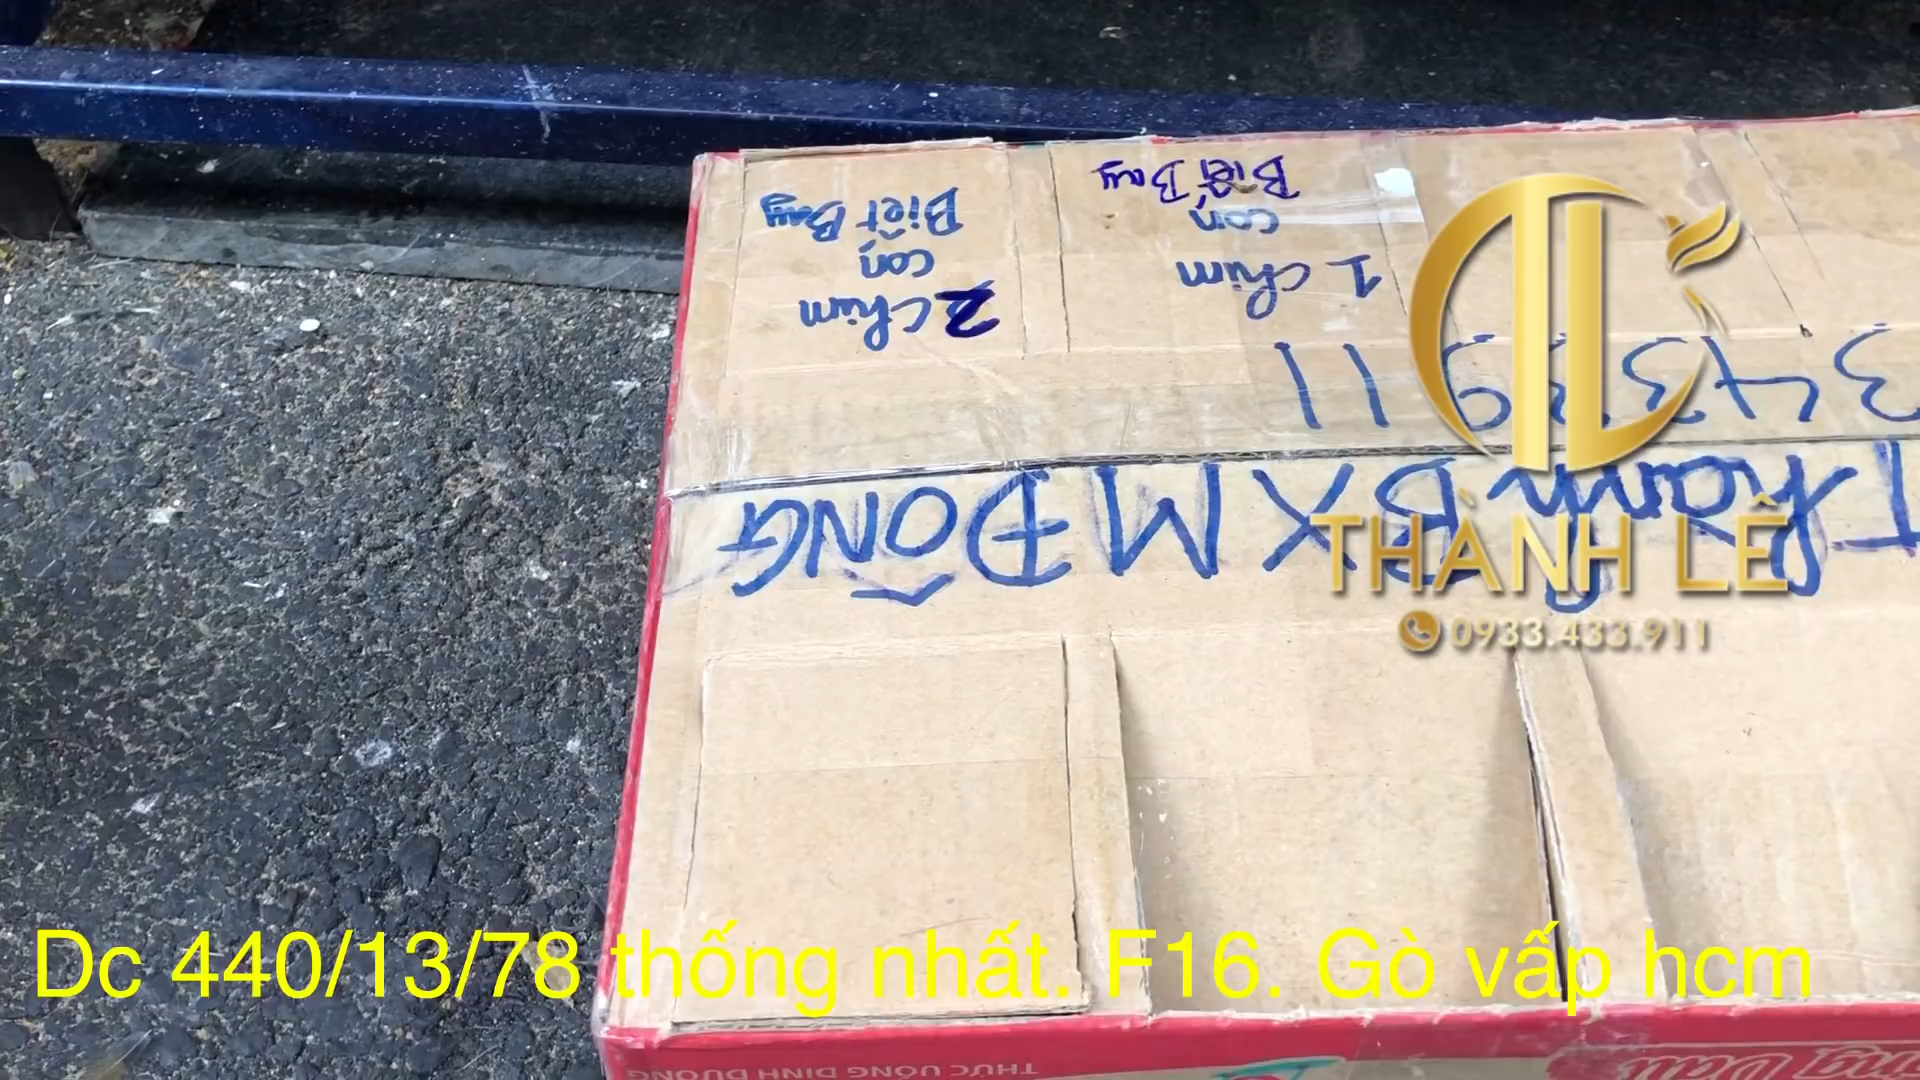 2 chim
con
Biết Bay
1 chim
con
Biết Bay
THÀNH LÊ
0933.433.911
BX M ĐÔNG
THỨC UỐNG DINH DƯỠNG
Dc 440/13/78 thống nhất. F16. Gò vấp hcm